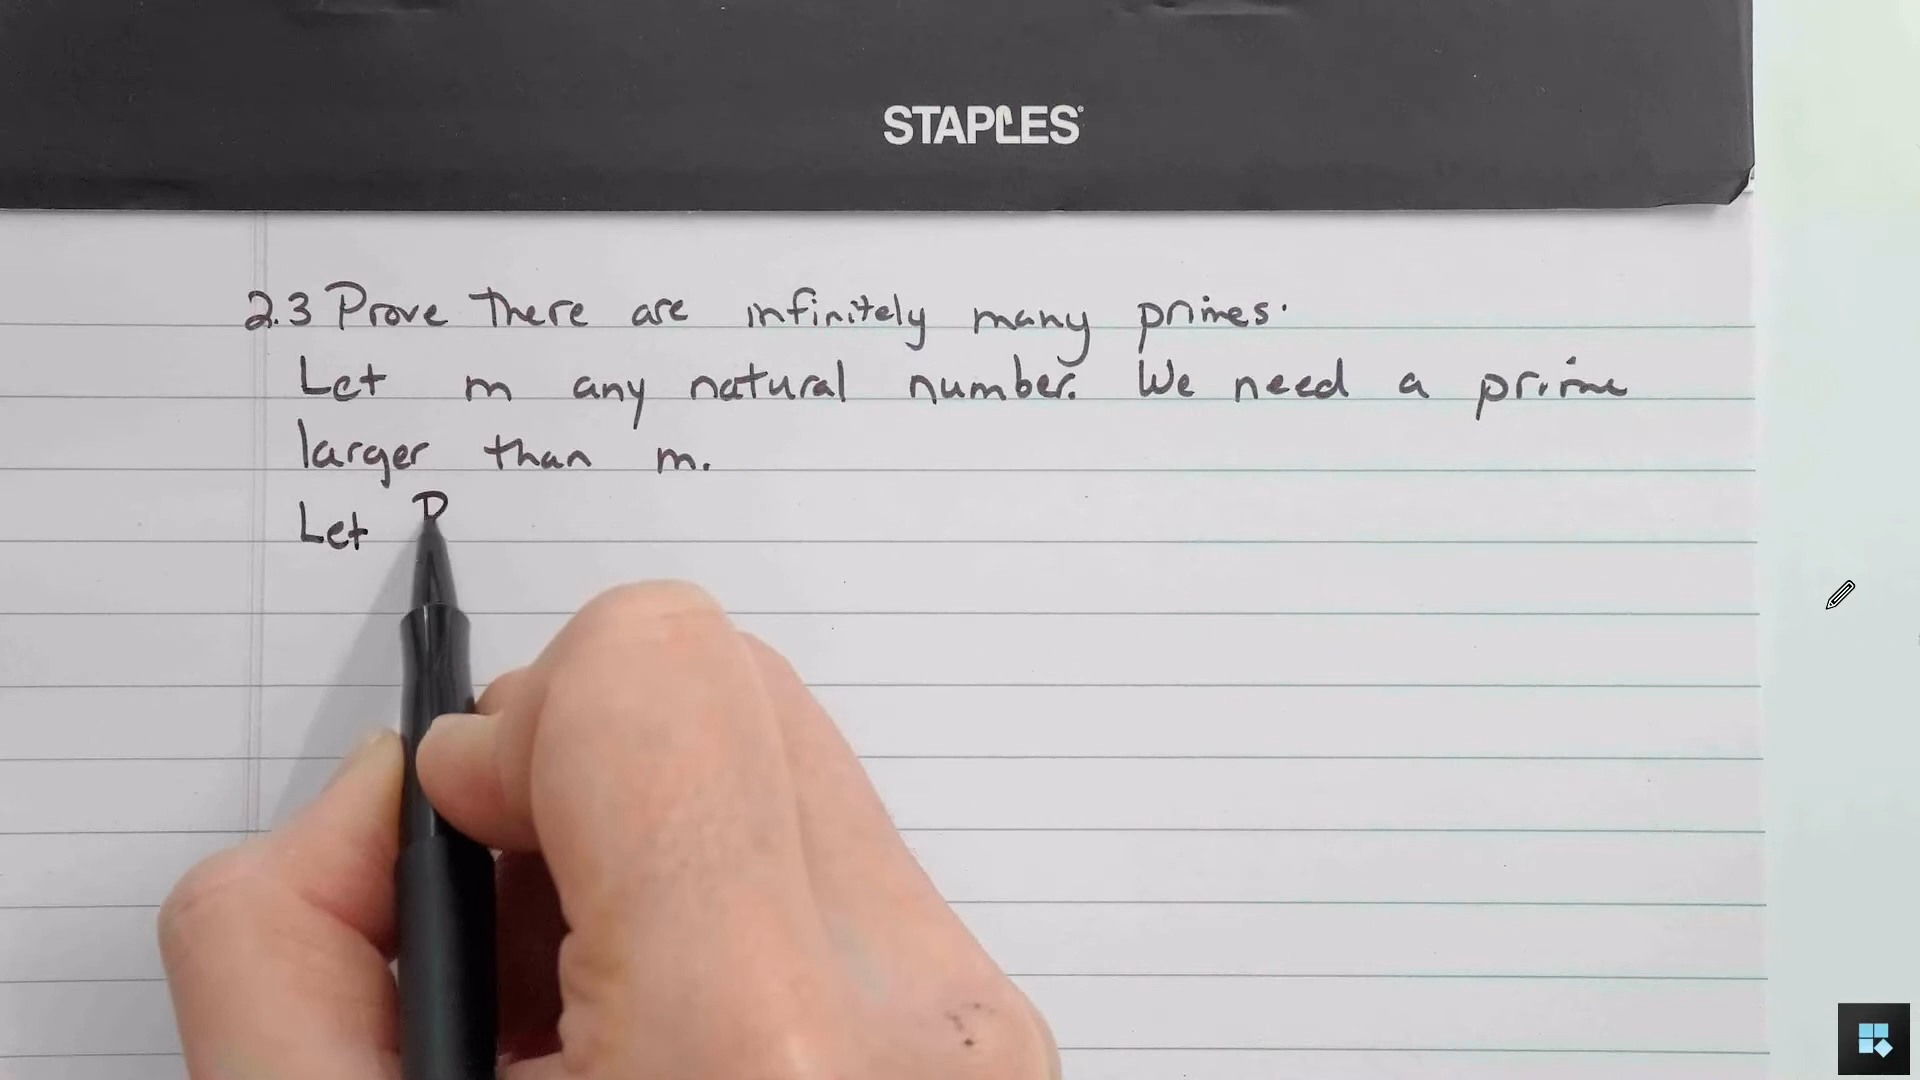 STAPLES
2.3 Prove there are infinitely many primes.
Let m any natural number. We need a prime
larger than m.
Let P